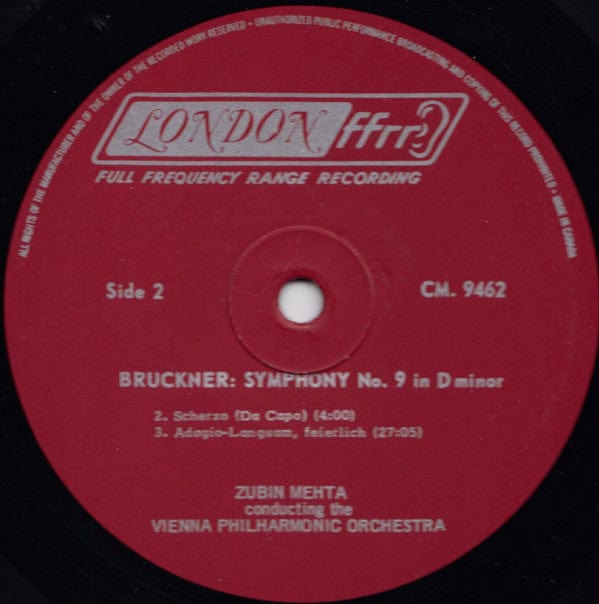 ALL RIGHTS OF THE MANUFACTURER AND OF THE OWNER OF THE RECORDED WORK RESERVED • UNAUTHORIZED PUBLIC PERFORMANCE BROADCASTING AND COPYING OF THIS RECORD PROHIBITED • MADE IN CANADA
LONDON ffrr
FULL FREQUENCY RANGE RECORDING
Side 2 CM. 9462
BRUCKNER: SYMPHONY No. 9 in D minor
2. Scherzo (Da Capo) (4:00)
3. Adagio-Langsam, feierlich (27:05)
ZUBIN MEHTA
conducting the
VIENNA PHILHARMONIC ORCHESTRA